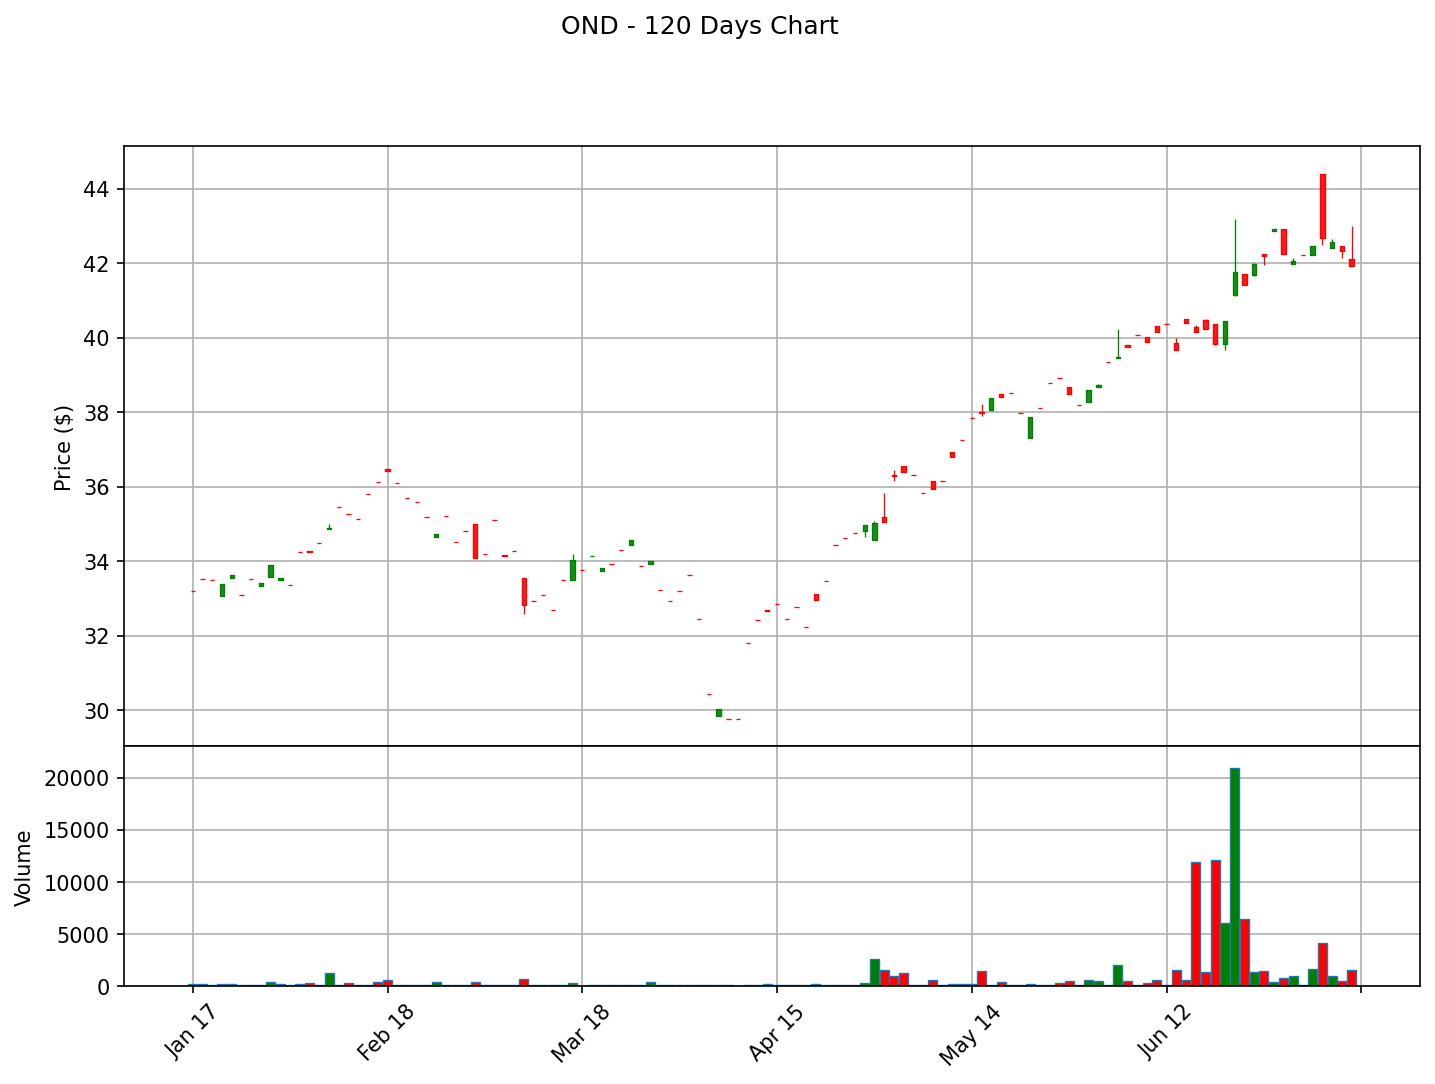 OND - 120 Days Chart
Price ($)
44
42
40
38
36
34
32
30
Volume
20000
15000
10000
5000
0
Jan 17
Feb 18
Mar 18
Apr 15
May 14
Jun 12